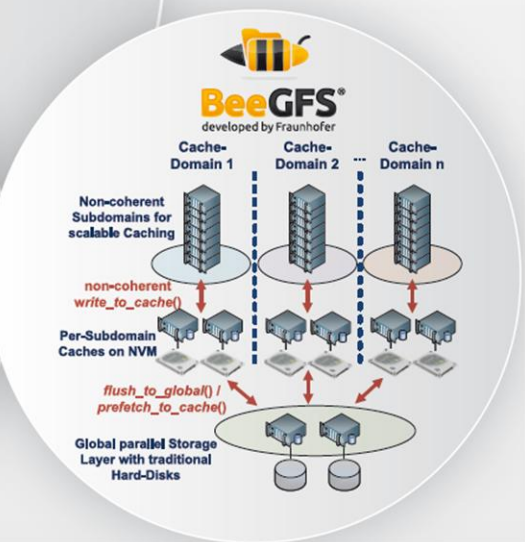 BeeGFS®
developed by Fraunhofer
Cache-
Domain 1
Cache-
Domain 2
...
Cache-
Domain n
Non-coherent
Subdomains for
scalable Caching
non-coherent
write_to_cache()
Per-Subdomain
Caches on NVM
flush_to_global() /
prefetch_to_cache()
Global parallel Storage
Layer with traditional
Hard-Disks